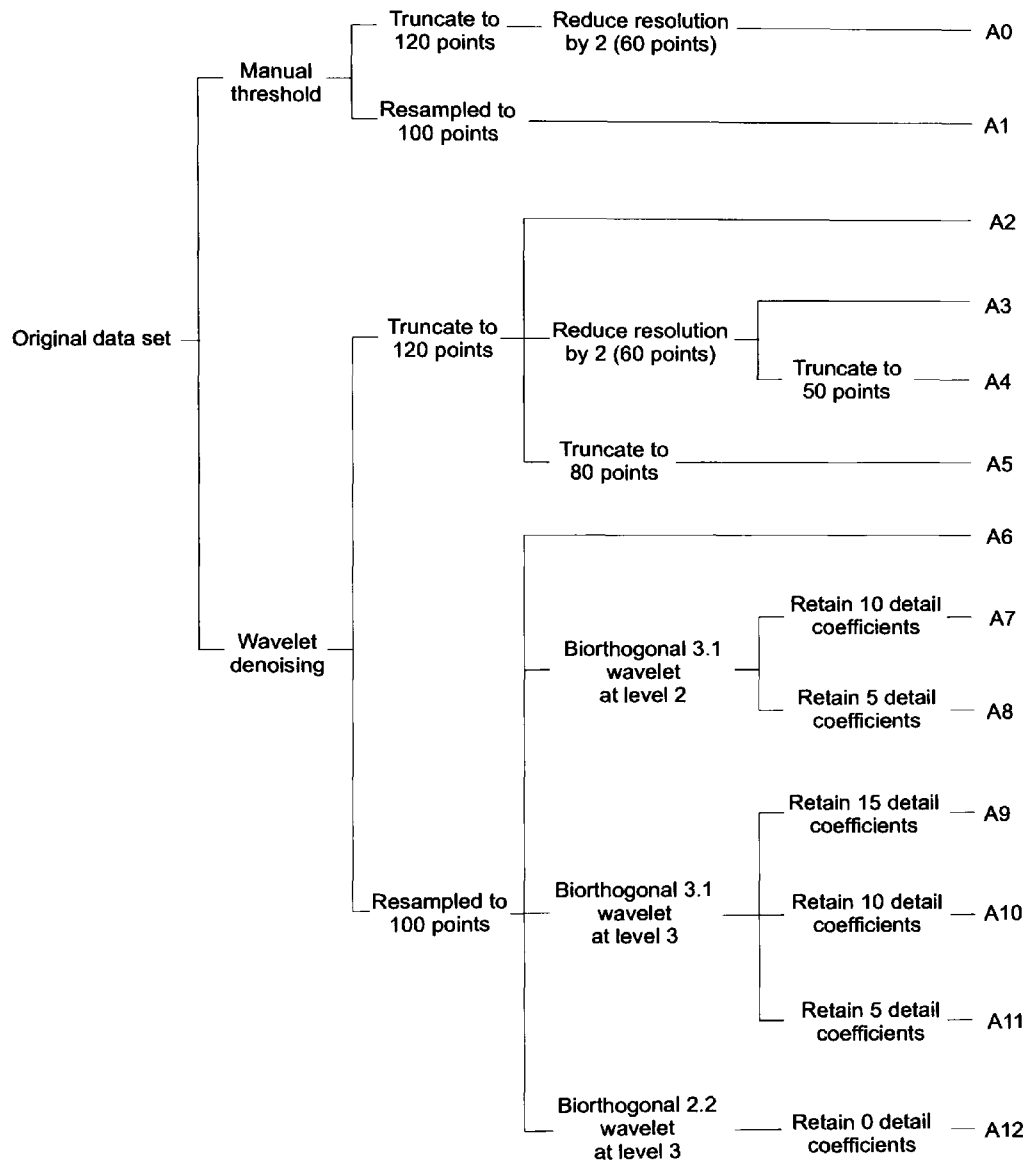 Truncate to
120 points
Reduce resolution
by 2 (60 points)
A0
Manual
threshold
Resampled to
100 points
A1
A2
Original data set
Truncate to
120 points
Reduce resolution
by 2 (60 points)
A3
Truncate to
50 points
A4
Truncate to
80 points
A5
A6
Wavelet
denoising
Biorthogonal 3.1
wavelet
at level 2
Retain 10 detail
coefficients
A7
Retain 5 detail
coefficients
A8
Resampled to
100 points
Biorthogonal 3.1
wavelet
at level 3
Retain 15 detail
coefficients
A9
Retain 10 detail
coefficients
A10
Retain 5 detail
coefficients
A11
Biorthogonal 2.2
wavelet
at level 3
Retain 0 detail
coefficients
A12